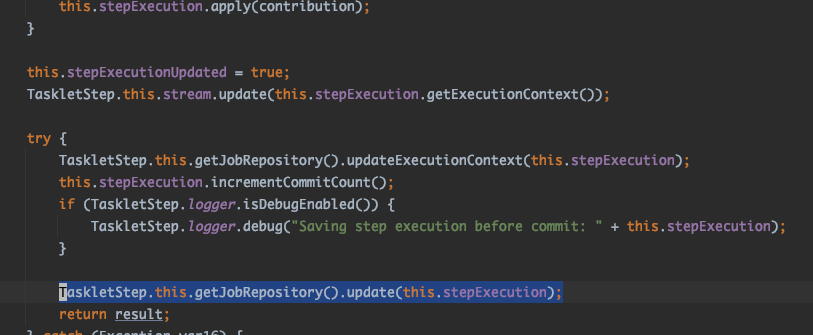 this.stepExecution.apply(contribution);
}
this.stepExecutionUpdated = true;
TaskletStep.this.stream.update(this.stepExecution.getExecutionContext());
try {
TaskletStep.this.getJobRepository().updateExecutionContext(this.stepExecution);
this.stepExecution.incrementCommitCount();
if (TaskletStep.logger.isDebugEnabled()) {
TaskletStep.logger.debug("Saving step execution before commit: " + this.stepExecution);
}
TaskletStep.this.getJobRepository().update(this.stepExecution);
return result;
} catch (Exception var16) {